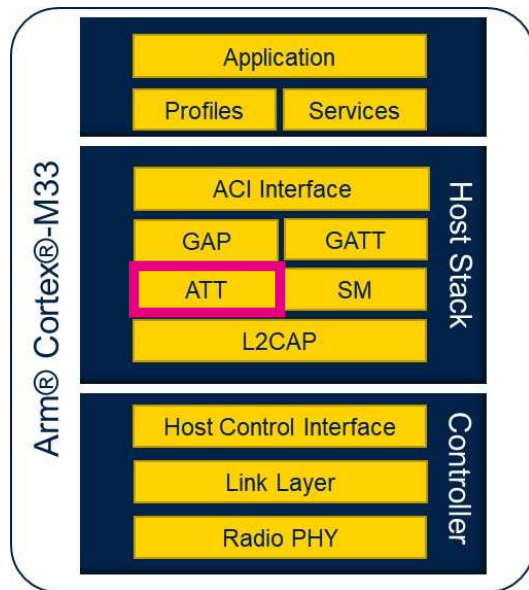 Arm® Cortex®-M33
Application
Profiles Services
Host Stack
ACI Interface
GAP GATT
ATT SM
L2CAP
Controller
Host Control Interface
Link Layer
Radio PHY